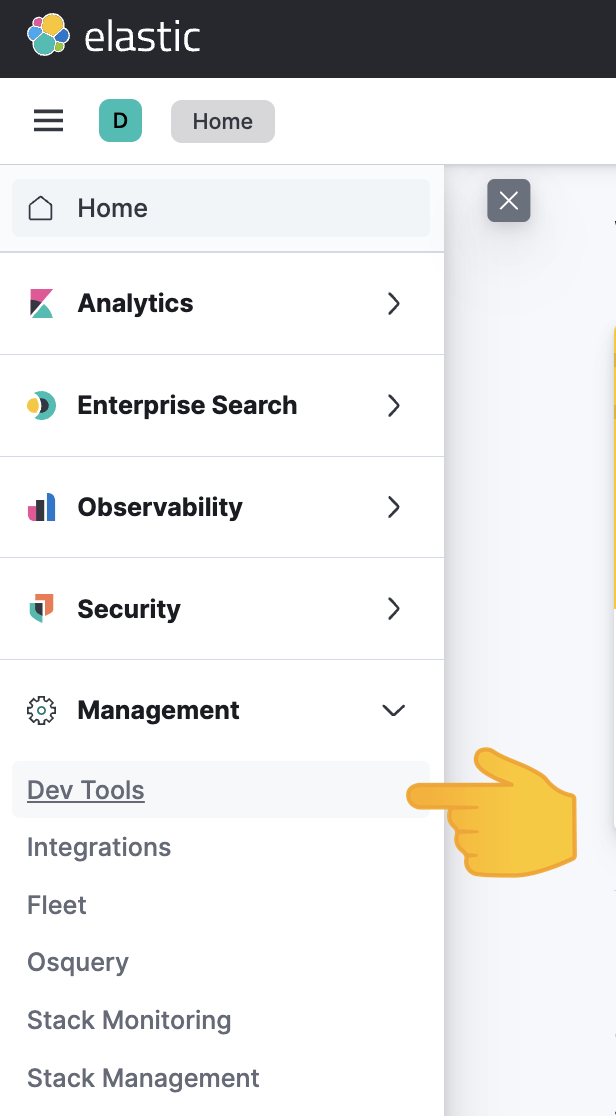 elastic
D
Home
Home
Analytics
Enterprise Search
Observability
Security
Management
Dev Tools
Integrations
Fleet
Osquery
Stack Monitoring
Stack Management